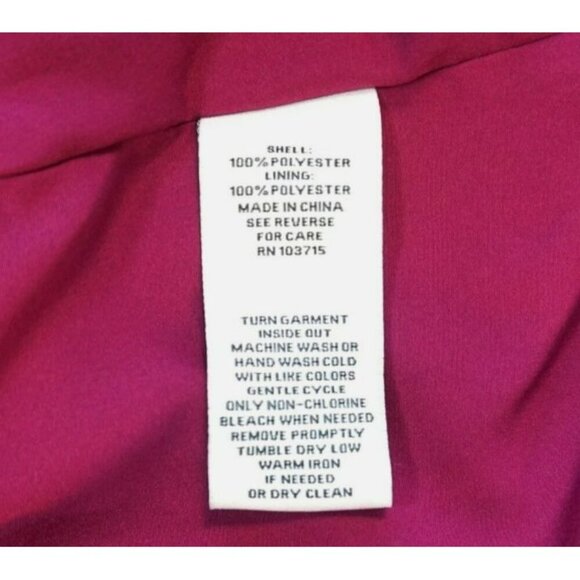 SHELL:
100% POLYESTER
LINING:
100% POLYESTER
MADE IN CHINA
SEE REVERSE
FOR CARE
RN 103715
TURN GARMENT
INSIDE OUT
MACHINE WASH OR
HAND WASH COLD
WITH LIKE COLORS
GENTLE CYCLE
ONLY NON-CHLORINE
BLEACH WHEN NEEDED
REMOVE PROMPTLY
TUMBLE DRY LOW
WARM IRON
IF NEEDED
OR DRY CLEAN